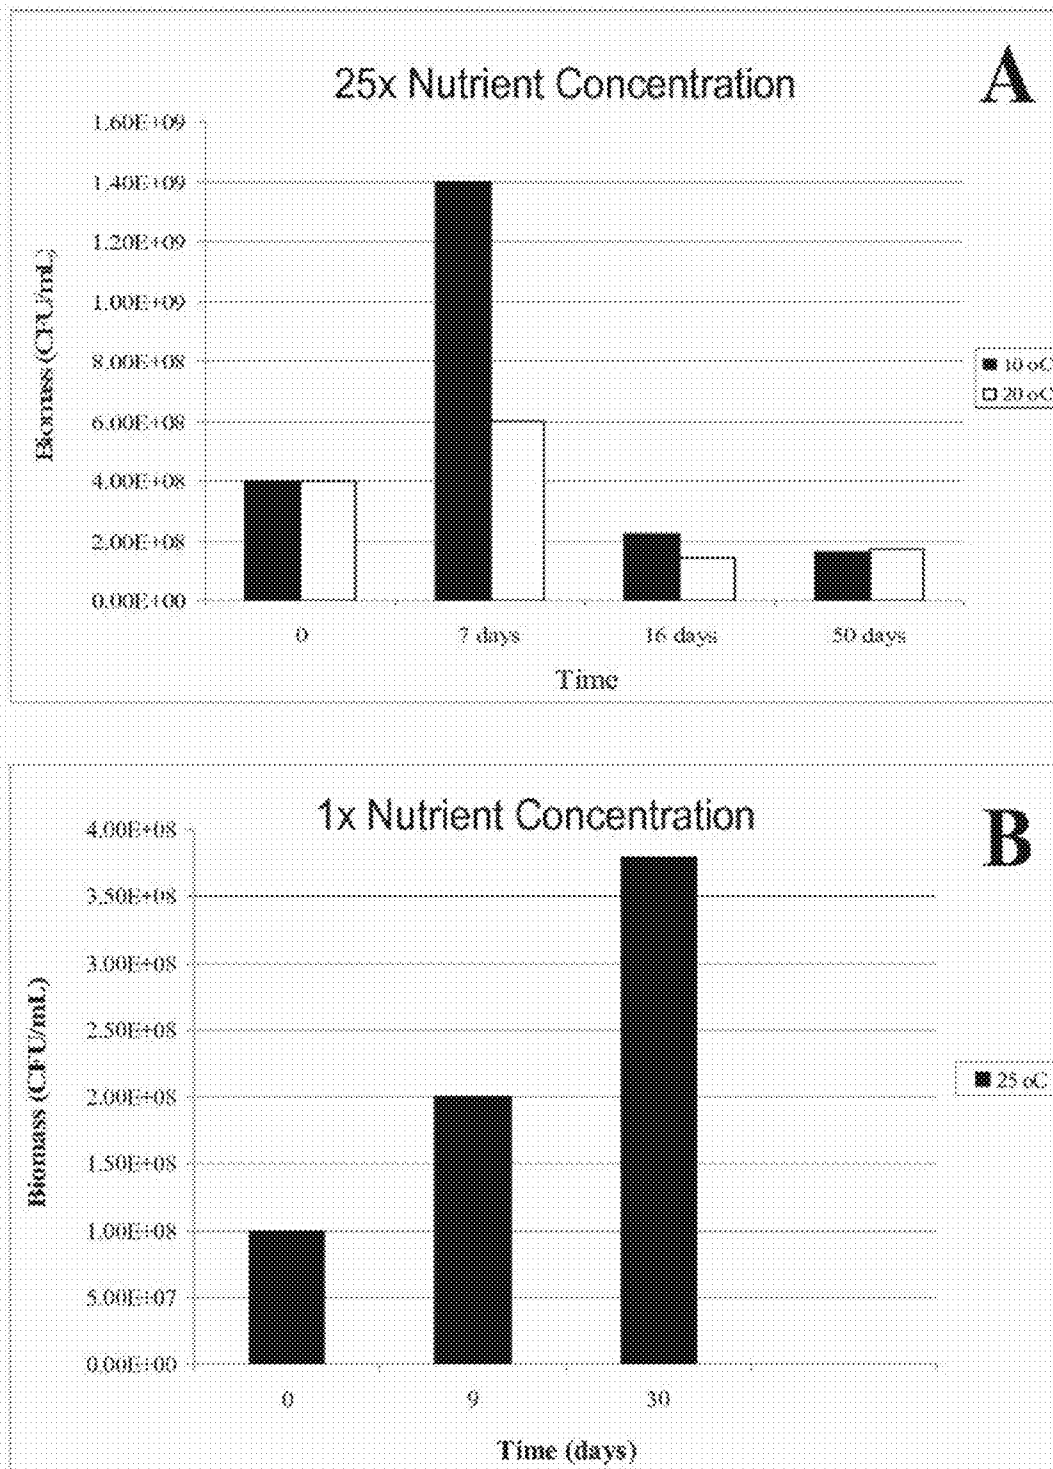 A
25x Nutrient Concentration
1.60E+09
1.40E+09
1.20E+09
1.00E+09
8.00E+08
6.00E+08
4.00E+08
2.00E+08
0.00E+00
Biomass (CFU/mL)
0 7 days 16 days 50 days
Time
10 oC
20 oC
B
1x Nutrient Concentration
4.00E+08
3.50E+08
3.00E+08
2.50E+08
2.00E+08
1.50E+08
1.00E+08
5.00E+07
0.00E+00
Biomass (CFU/mL)
0 9 30
Time (days)
25 oC